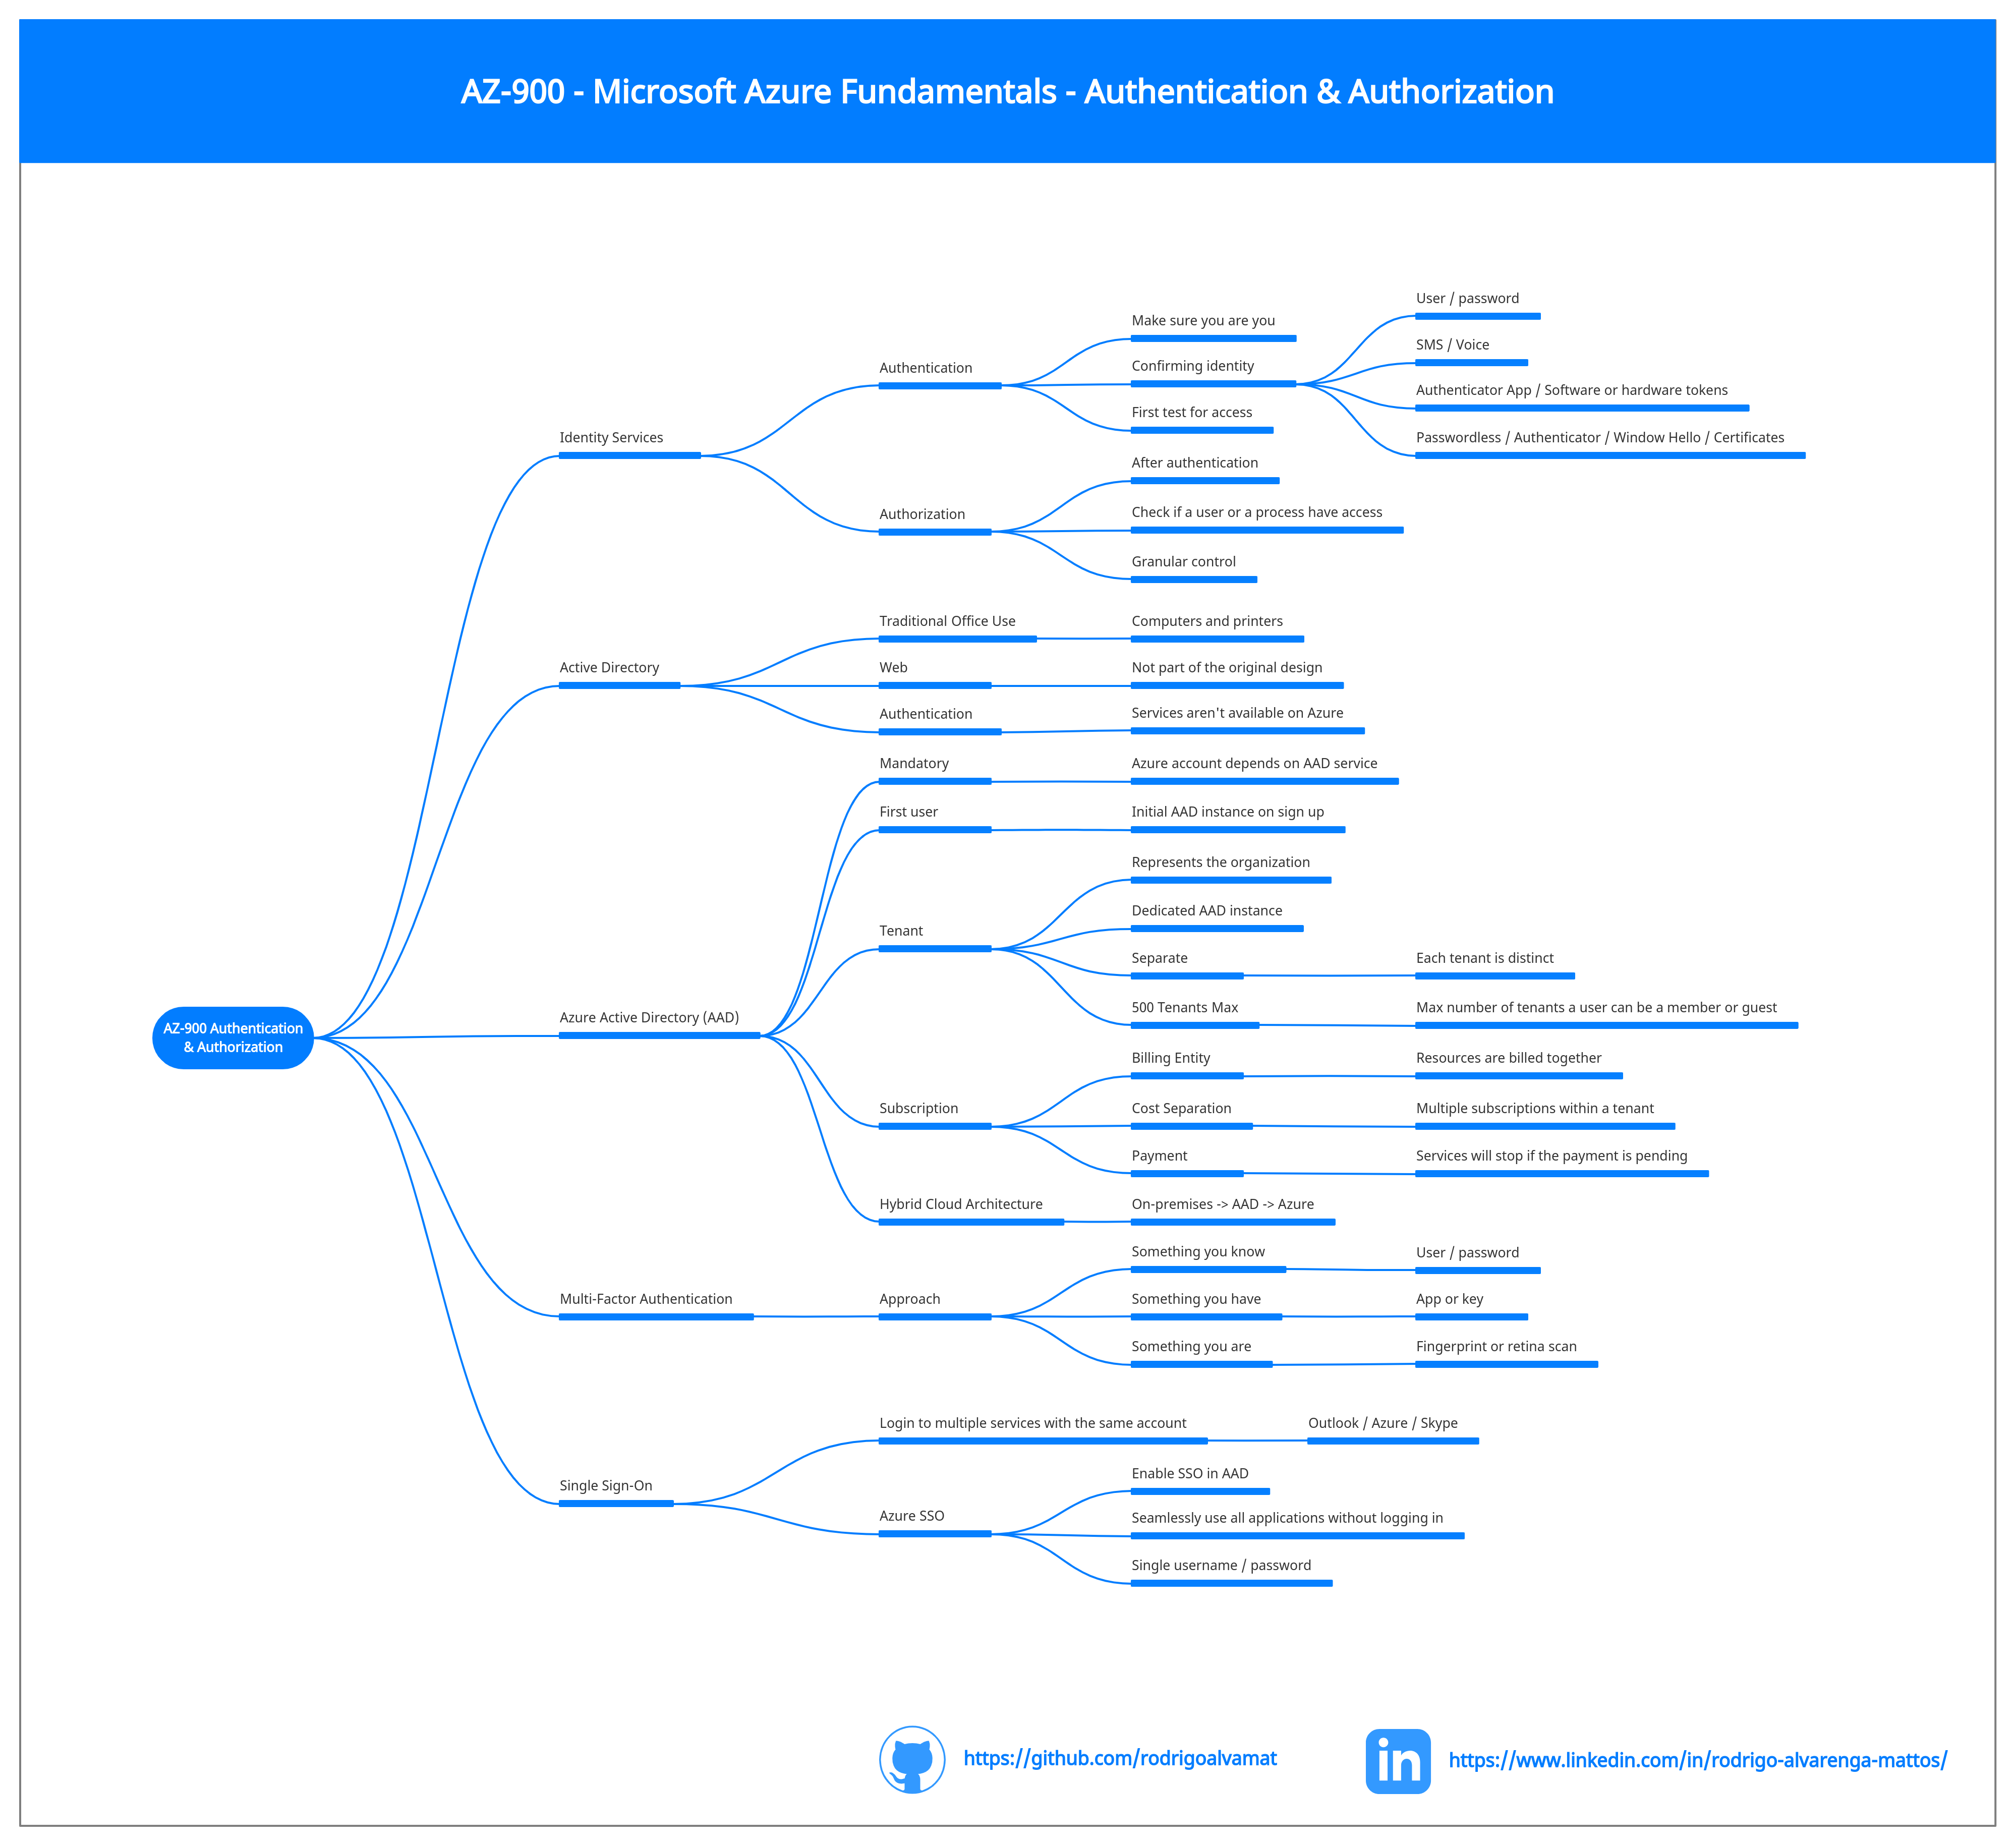 AZ-900 - Microsoft Azure Fundamentals - Authentication & Authorization
AZ-900 Authentication
& Authorization
Identity Services
Authentication
Make sure you are you
Confirming identity
User / password
SMS / Voice
Authenticator App / Software or hardware tokens
Passwordless / Authenticator / Window Hello / Certificates
First test for access
Authorization
After authentication
Check if a user or a process have access
Granular control
Active Directory
Traditional Office Use
Computers and printers
Web
Not part of the original design
Authentication
Services aren't available on Azure
Azure Active Directory (AAD)
Mandatory
Azure account depends on AAD service
First user
Initial AAD instance on sign up
Tenant
Represents the organization
Dedicated AAD instance
Separate
Each tenant is distinct
500 Tenants Max
Max number of tenants a user can be a member or guest
Subscription
Billing Entity
Resources are billed together
Cost Separation
Multiple subscriptions within a tenant
Payment
Services will stop if the payment is pending
Hybrid Cloud Architecture
On-premises -> AAD -> Azure
Multi-Factor Authentication
Approach
Something you know
User / password
Something you have
App or key
Something you are
Fingerprint or retina scan
Single Sign-On
Login to multiple services with the same account
Outlook / Azure / Skype
Azure SSO
Enable SSO in AAD
Seamlessly use all applications without logging in
Single username / password
https://github.com/rodrigoalvamat
in
https://www.linkedin.com/in/rodrigo-alvarenga-mattos/